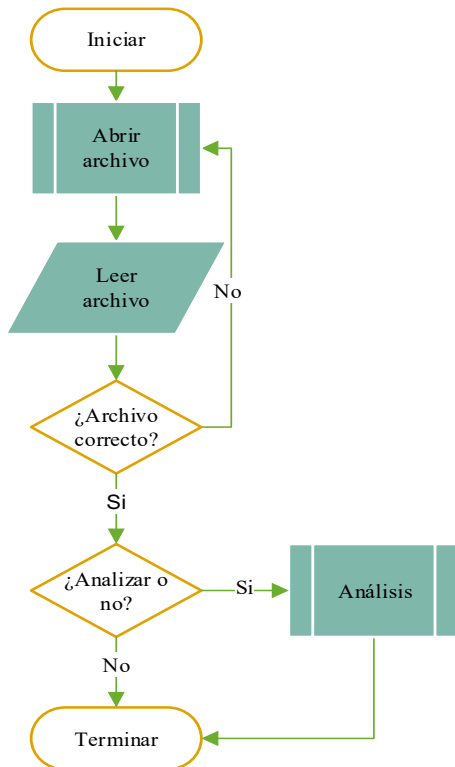 Iniciar
Abrir
archivo
Leer
archivo
No
¿Archivo
correcto?
Si
¿Analizar o
no?
Si
Análisis
No
Terminar